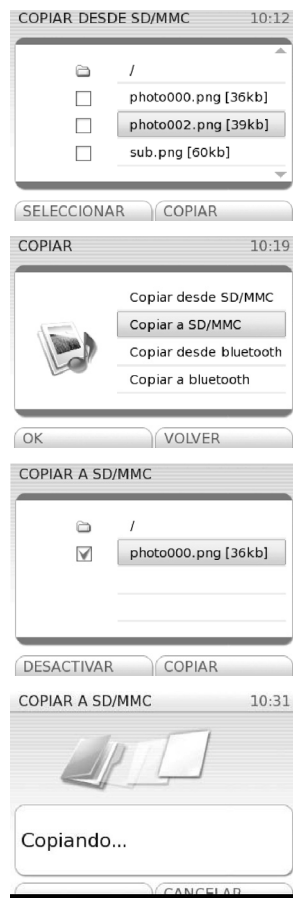 COPIAR DESDE SD/MMC 10:12
/
photo000.png [36kb]
photo002.png [39kb]
sub.png [60kb]
SELECCIONAR COPIAR
COPIAR 10:19
Copiar desde SD/MMC
Copiar a SD/MMC
Copiar desde bluetooth
Copiar a bluetooth
OK VOLVER
COPIAR A SD/MMC
/
photo000.png [36kb]
DESACTIVAR COPIAR
COPIAR A SD/MMC 10:31
Copiando...
CANCELAR